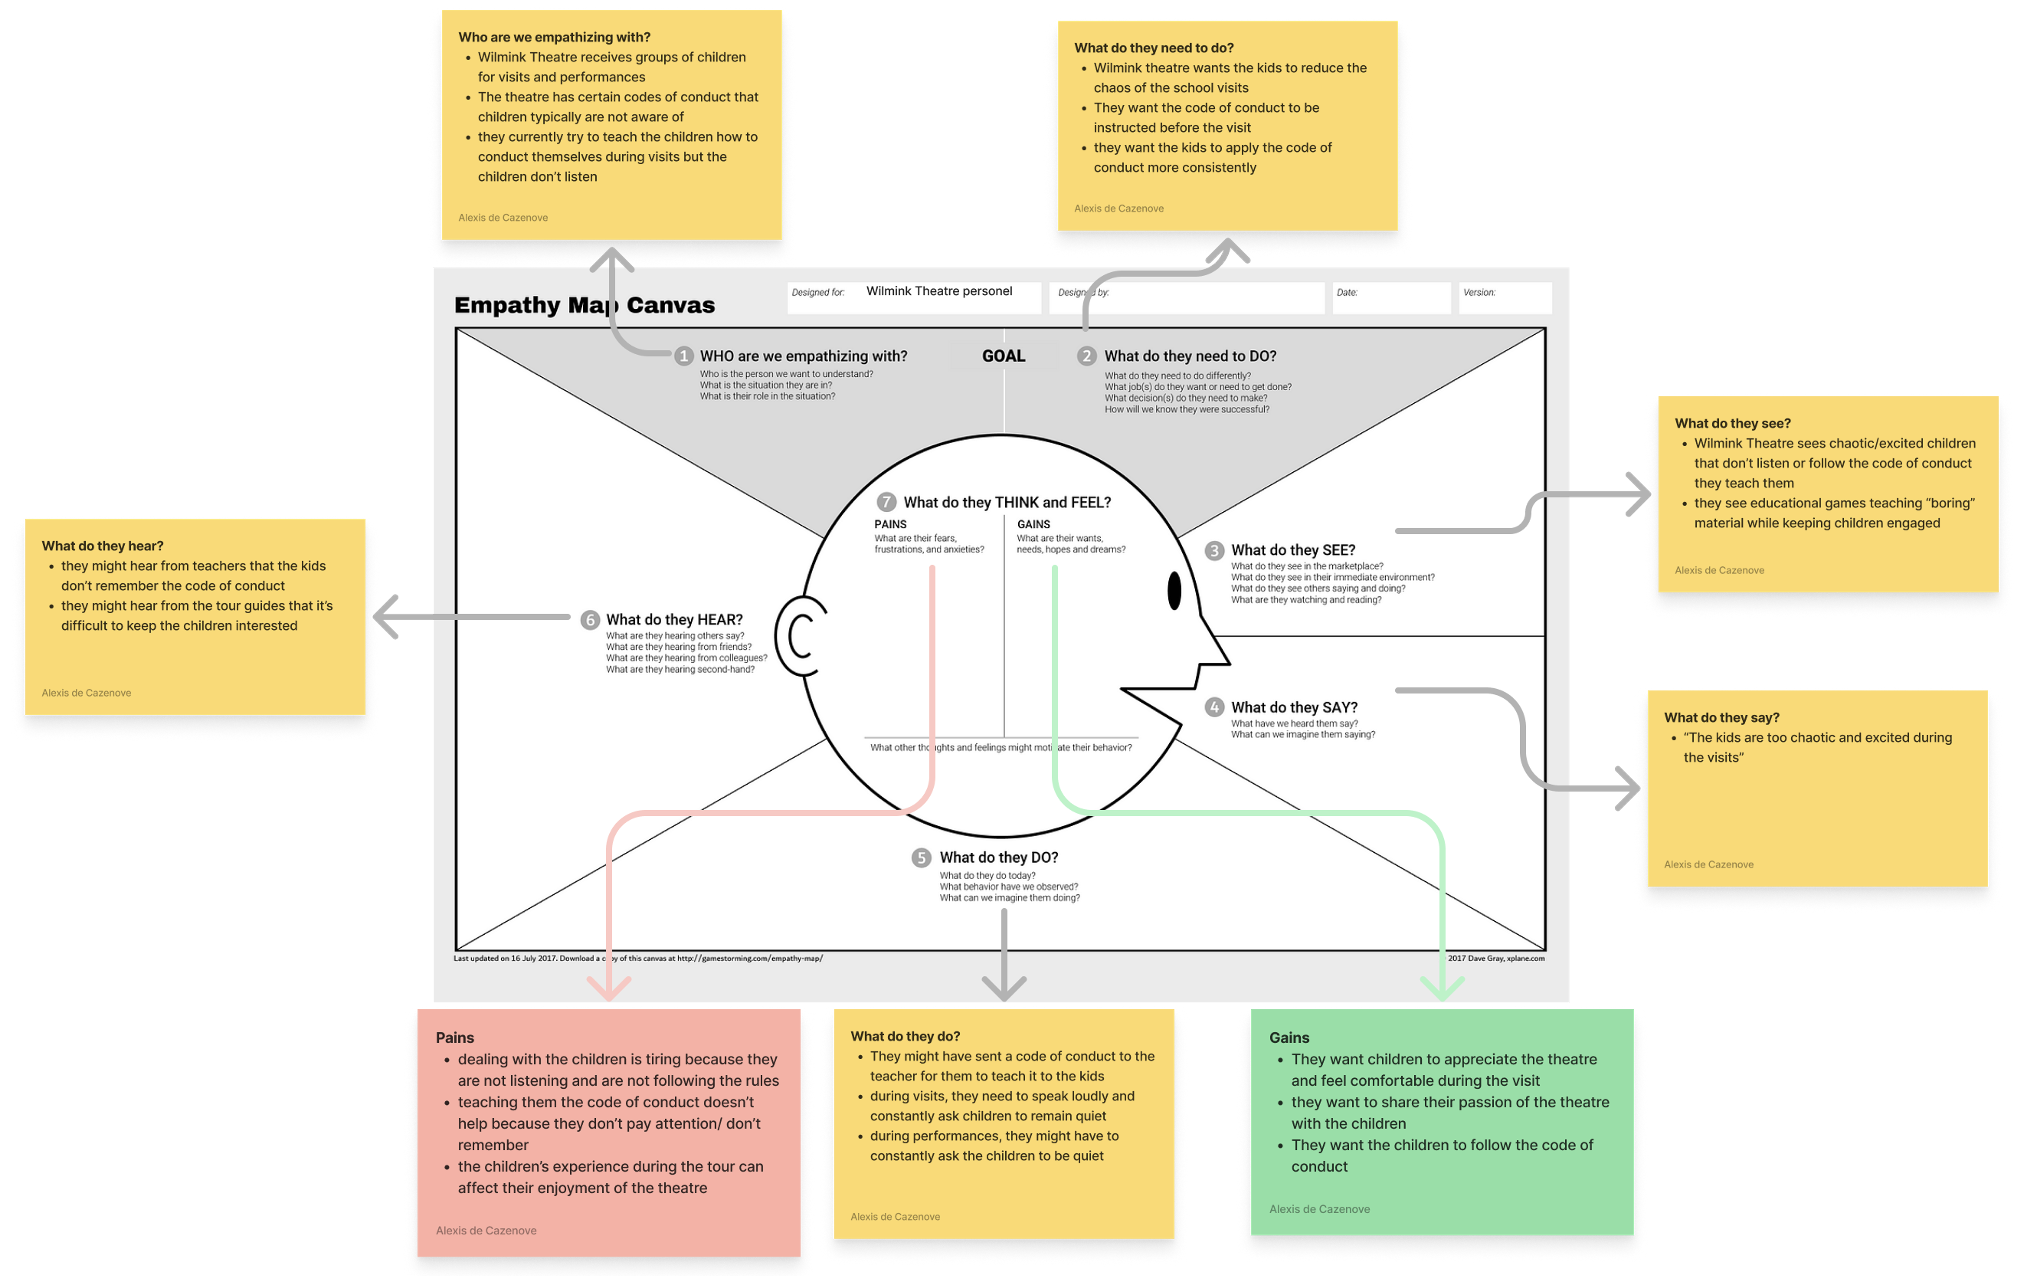 Who are we empathizing with?
• Wilmink Theatre receives groups of children
for visits and performances
• The theatre has certain codes of conduct that
children typically are not aware of
• they currently try to teach the children how to
conduct themselves during visits but the
children don't listen
Alexis de Cazenove
What do they need to do?
• Wilmink theatre wants the kids to reduce the
chaos of the school visits
• They want the code of conduct to be
instructed before the visit
• they want the kids to apply the code of
conduct more consistently
Alexis de Cazenove
Empathy Map Canvas
Designed for: Wilmink Theatre personel
Designed by:
Date:
Version:
1 WHO are we empathizing with?
Who is the person we want to understand?
What is the situation they are in?
What is their role in the situation?
GOAL
2 What do they need to DO?
What do they need to do differently?
What job(s) do they want or need to get done?
What decision(s) do they need to make?
How will we know they were successful?
What do they see?
• Wilmink Theatre sees chaotic/excited children
that don't listen or follow the code of conduct
they teach them
• they see educational games teaching “boring”
material while keeping children engaged
Alexis de Cazenove
7 What do they THINK and FEEL?
PAINS
What are their fears,
frustrations, and anxieties?
GAINS
What are their wants,
needs, hopes and dreams?
What other thoughts and feelings might motivate their behavior?
3 What do they SEE?
What do they see in the marketplace?
What do they see in their immediate environment?
What do they see others saying and doing?
What are they watching and reading?
What do they hear?
• they might hear from teachers that the kids
don't remember the code of conduct
• they might hear from the tour guides that it's
difficult to keep the children interested
Alexis de Cazenove
6 What do they HEAR?
What are they hearing others say?
What are they hearing from friends?
What are they hearing from colleagues?
What are they hearing second-hand?
4 What do they SAY?
What have we heard them say?
What can we imagine them saying?
What do they say?
• “The kids are too chaotic and excited during
the visits”
Alexis de Cazenove
5 What do they DO?
What do they do today?
What behavior have we observed?
What can we imagine them doing?
Last updated on 16 July 2017. Download a copy of this canvas at http://gamestorming.com/empathy-map/
2017 Dave Gray, xplane.com
Pains
• dealing with the children is tiring because they
are not listening and are not following the rules
• teaching them the code of conduct doesn't
help because they don't pay attention/ don't
remember
• the children's experience during the tour can
affect their enjoyment of the theatre
Alexis de Cazenove
What do they do?
• They might have sent a code of conduct to the
teacher for them to teach it to the kids
• during visits, they need to speak loudly and
constantly ask children to remain quiet
• during performances, they might have to
constantly ask the children to be quiet
Alexis de Cazenove
Gains
• They want children to appreciate the theatre
and feel comfortable during the visit
• they want to share their passion of the theatre
with the children
• They want the children to follow the code of
conduct
Alexis de Cazenove